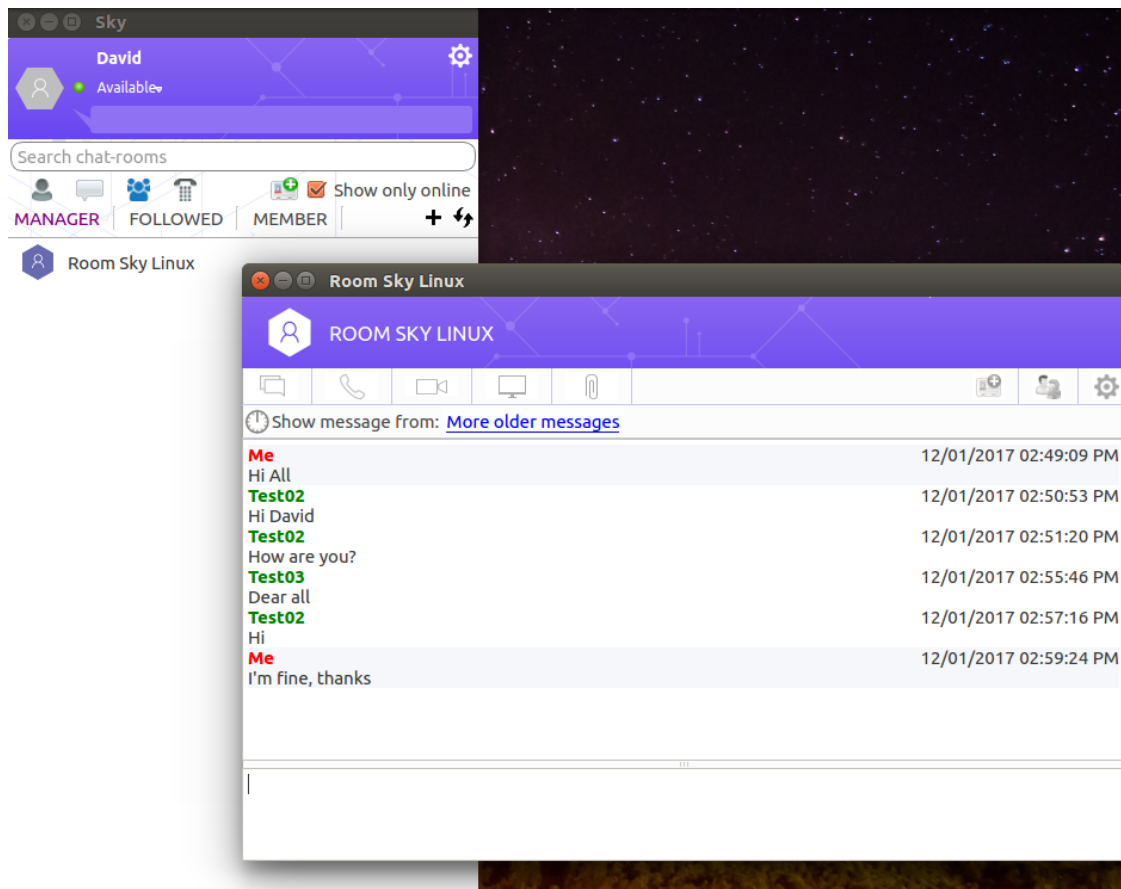 Sky
David
Available
Search chat-rooms
Show only online
MANAGER FOLLOWED MEMBER
Room Sky Linux
Room Sky Linux
ROOM SKY LINUX
Show message from: More older messages
Me 12/01/2017 02:49:09 PM
Hi All
Test02 12/01/2017 02:50:53 PM
Hi David
Test02 12/01/2017 02:51:20 PM
How are you?
Test03 12/01/2017 02:55:46 PM
Dear all
Test02 12/01/2017 02:57:16 PM
Hi
Me 12/01/2017 02:59:24 PM
I'm fine, thanks